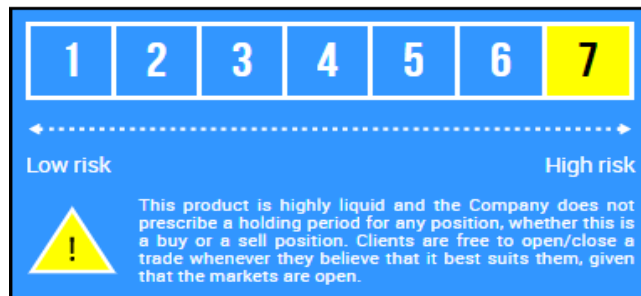 1 2 3 4 5 6 7
Low risk High risk
This product is highly liquid and the Company does not
prescribe a holding period for any position, whether this is
! a buy or a sell position. Clients are free to open/close a
trade whenever they believe that it best suits them, given
that the markets are open.